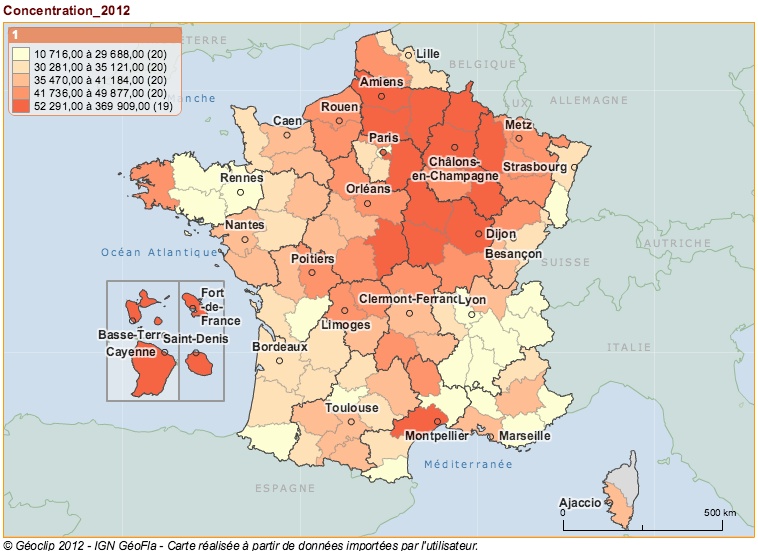 Concentration_2012
1
10 716,00 à 29 688,00 (20)
30 281,00 à 35 121,00 (20)
35 470,00 à 41 184,00 (20)
41 736,00 à 49 877,00 (20)
52 291,00 à 369 909,00 (19)
TERRE
Manche
BELGIQUE
LUX
ALLEMAGNE
Lille
Amiens
Rouen
Caen
Paris
Metz
Châlons-
en-Champagne
Strasbourg
Rennes
Orléans
Nantes
Dijon
Besançon
Océan Atlantique
Poitiers
SUISSE
AUTRICHE
Fort
-de-
France
Clermont-Ferrand
Lyon
Limoges
Basse-Terre
Saint-Denis
Cayenne
Bordeaux
ITALIE
Toulouse
Montpellier
Marseille
Méditerranée
ESPAGNE
Ajaccio
0
500 km
© Géoclip 2012 - IGN GéoFla - Carte réalisée à partir de données importées par l'utilisateur.